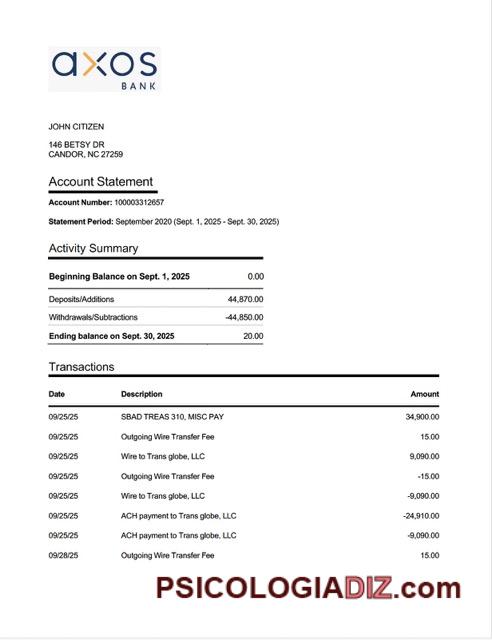 axos
BANK
JOHN CITIZEN
146 BETSY DR
CANDOR, NC 27259
Account Statement
Account Number: 100003312657
Statement Period: September 2020 (Sept. 1, 2025 - Sept. 30, 2025)
Activity Summary
Beginning Balance on Sept. 1, 2025 0.00
Deposits/Additions 44,870.00
Withdrawals/Subtractions -44,850.00
Ending balance on Sept. 30, 2025 20.00
Transactions
Date Description Amount
09/25/25 SBAD TREAS 310, MISC PAY 34,900.00
09/25/25 Outgoing Wire Transfer Fee 15.00
09/25/25 Wire to Trans globe, LLC 9,090.00
09/25/25 Outgoing Wire Transfer Fee -15.00
09/25/25 Wire to Trans globe, LLC -9,090.00
09/25/25 ACH payment to Trans globe, LLC -24,910.00
09/25/25 ACH payment to Trans globe, LLC -9,090.00
09/28/25 Outgoing Wire Transfer Fee 15.00
PSICOLOGIADIZ.com